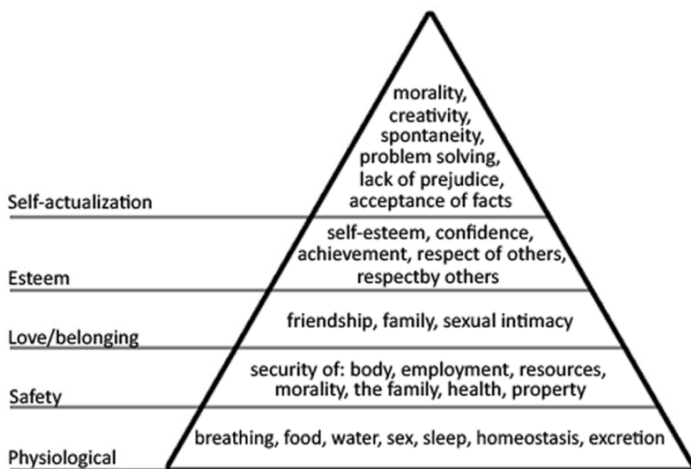 morality,
creativity,
spontaneity,
problem solving,
lack of prejudice,
acceptance of facts
Self-actualization
self-esteem, confidence,
achievement, respect of others,
respectby others
Esteem
friendship, family, sexual intimacy
Love/belonging
security of: body, employment, resources,
morality, the family, health, property
Safety
breathing, food, water, sex, sleep, homeostasis, excretion
Physiological